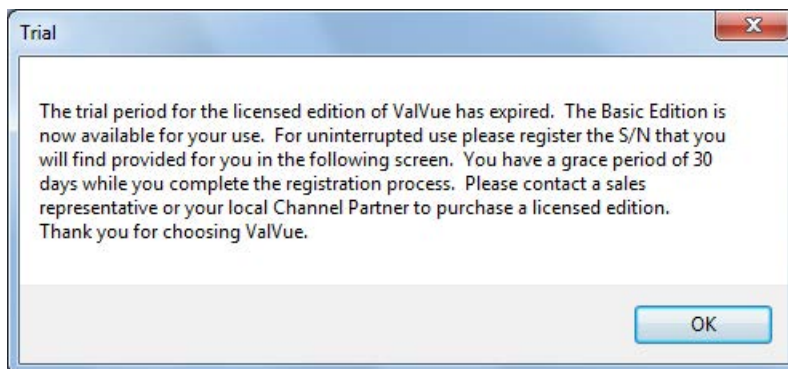 Trial
The trial period for the licensed edition of ValVue has expired.  The Basic Edition is
now available for your use.  For uninterrupted use please register the S/N that you
will find provided for you in the following screen.  You have a grace period of 30
days while you complete the registration process.  Please contact a sales
representative or your local Channel Partner to purchase a licensed edition.
Thank you for choosing ValVue.
OK